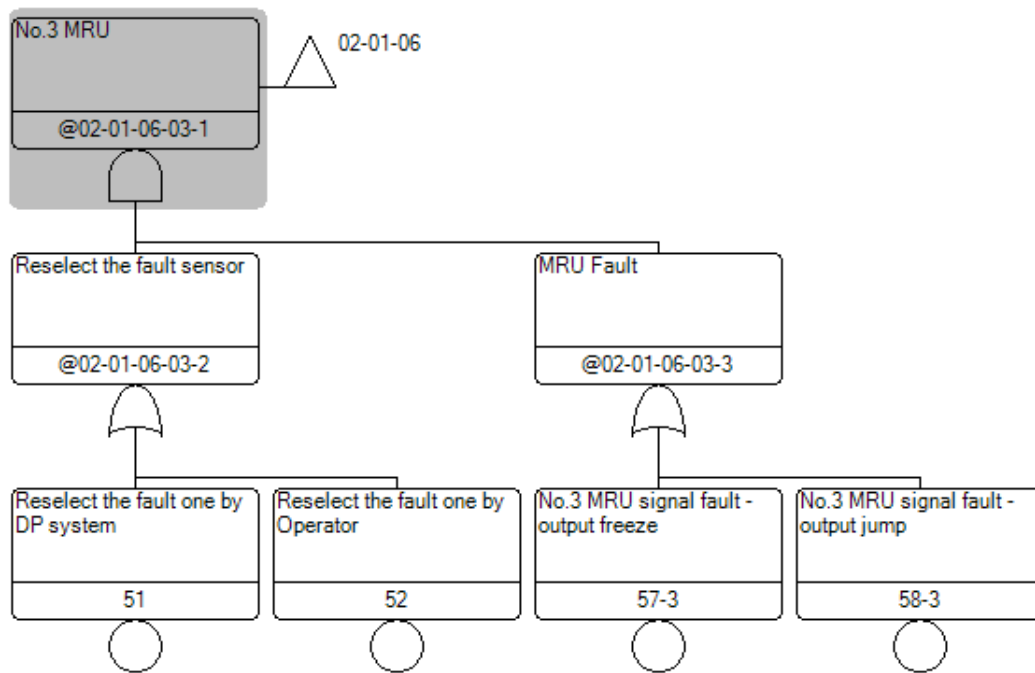 No.3 MRU
02-01-06
@02-01-06-03-1
Reselect the fault sensor
MRU Fault
@02-01-06-03-2
@02-01-06-03-3
Reselect the fault one by
DP system
Reselect the fault one by
Operator
No.3 MRU signal fault -
output freeze
No.3 MRU signal fault -
output jump
51
52
57-3
58-3